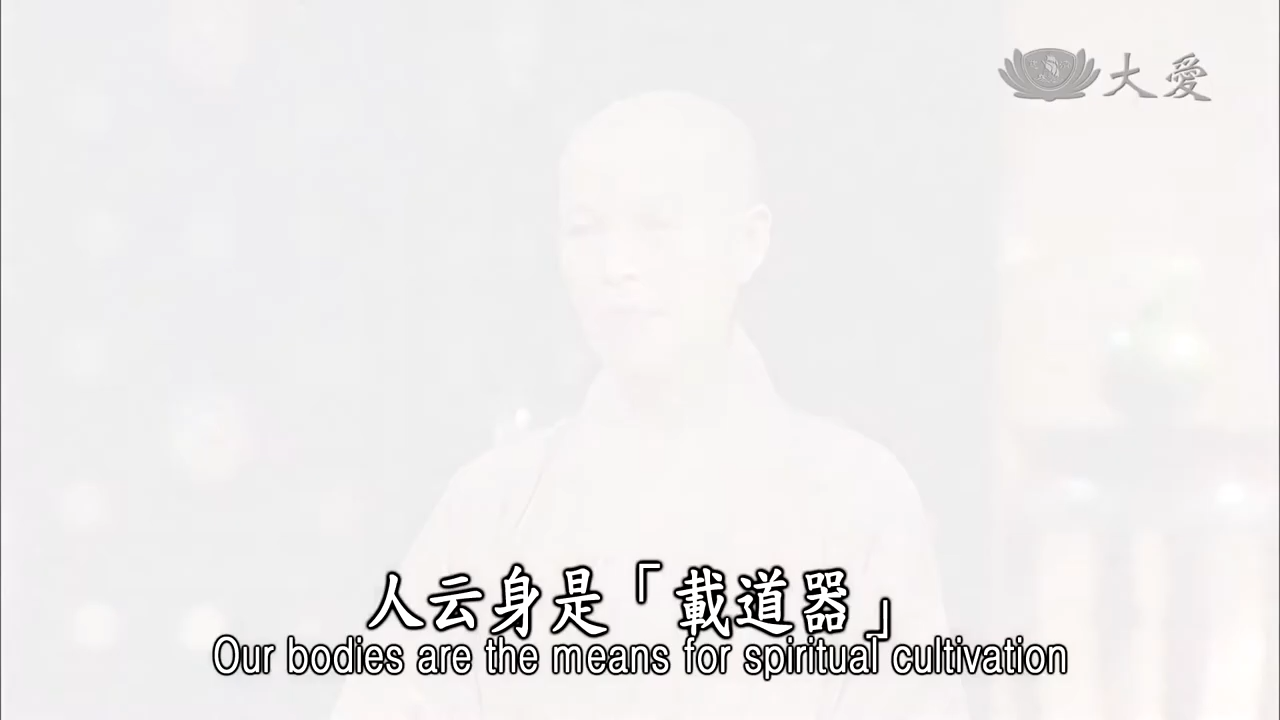 大愛
人云身是「載道器」
Our bodies are the means for spiritual cultivation